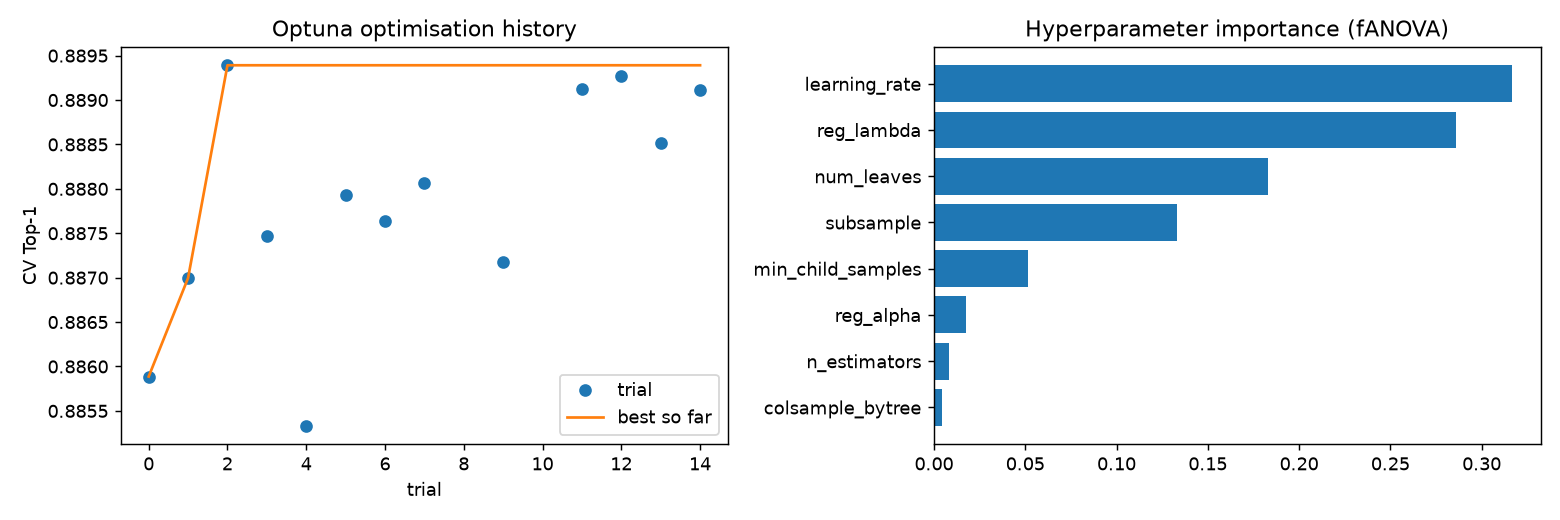 Optuna optimisation history
CV Top-1
0.8895
0.8890
0.8885
0.8880
0.8875
0.8870
0.8865
0.8860
0.8855
trial
best so far
0 2 4 6 8 10 12 14
trial
Hyperparameter importance (fANOVA)
learning_rate
reg_lambda
num_leaves
subsample
min_child_samples
reg_alpha
n_estimators
colsample_bytree
0.00 0.05 0.10 0.15 0.20 0.25 0.30